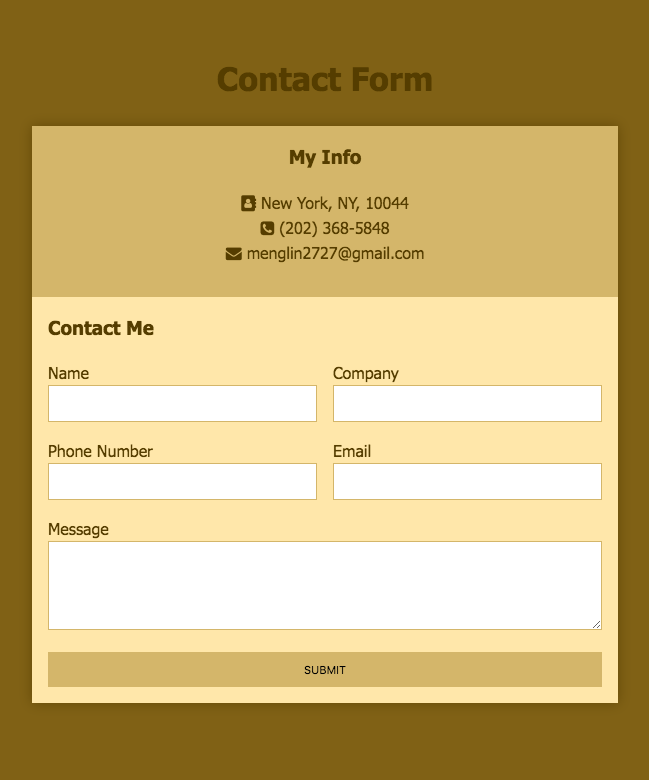 Contact Form
My Info
New York, NY, 10044
(202) 368-5848
menglin2727@gmail.com
Contact Me
Name
Company
Phone Number
Email
Message
SUBMIT